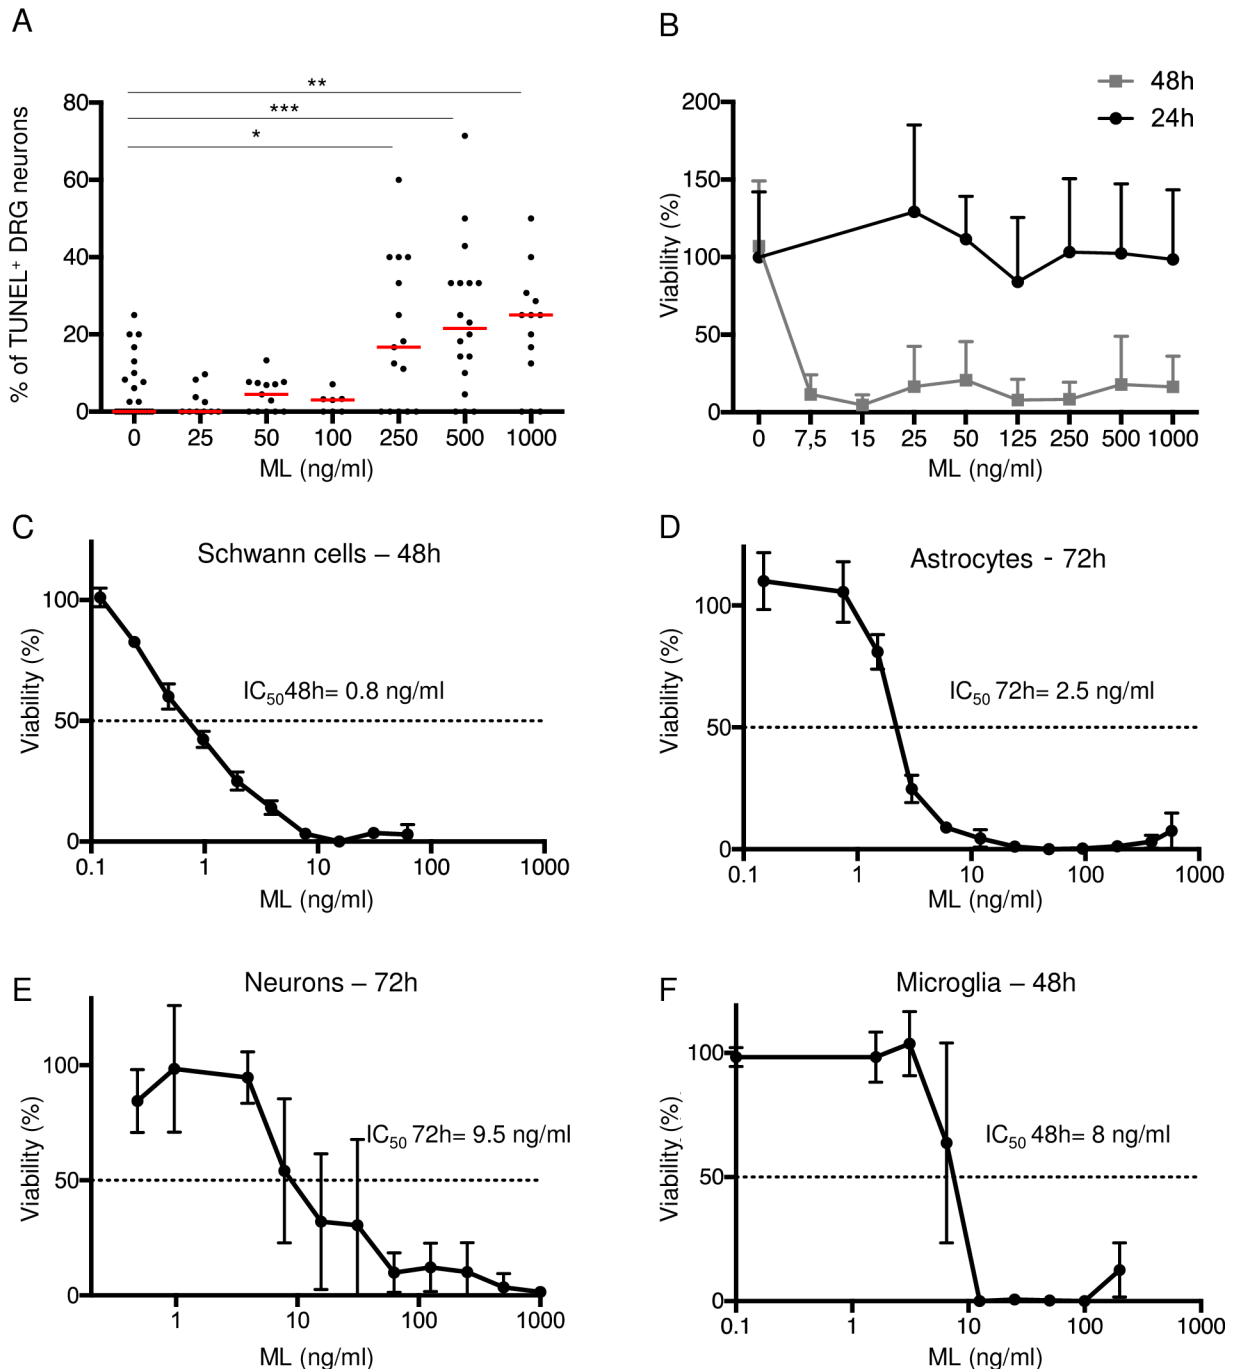 A
% of TUNEL⁺ DRG neurons
80
60
40
20
0
**
***
*
0 25 50 100 250 500 1000
ML (ng/ml)
B
48h
24h
Viability (%)
200
150
100
50
0
0 7,5 15 25 50 125 250 500 1000
ML (ng/ml)
C
Schwann cells – 48h
Viability (%)
100
50
0
IC₅₀48h= 0.8 ng/ml
0.1 1 10 100 1000
ML (ng/ml)
D
Astrocytes - 72h
Viability (%)
100
50
0
IC₅₀ 72h= 2.5 ng/ml
0.1 1 10 100 1000
ML (ng/ml)
E
Neurons – 72h
Viability (%)
100
50
0
IC₅₀ 72h= 9.5 ng/ml
1 10 100 1000
ML (ng/ml)
F
Microglia – 48h
Viability (%)
100
50
0
IC₅₀ 48h= 8 ng/ml
0.1 1 10 100 1000
ML (ng/ml)